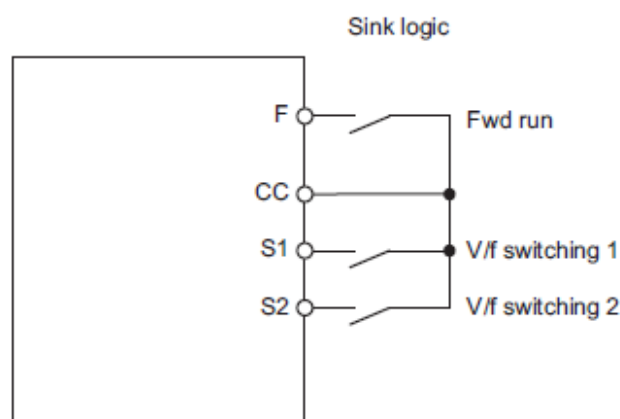 Sink logic
F Fwd run
CC
S1 V/f switching 1
S2 V/f switching 2